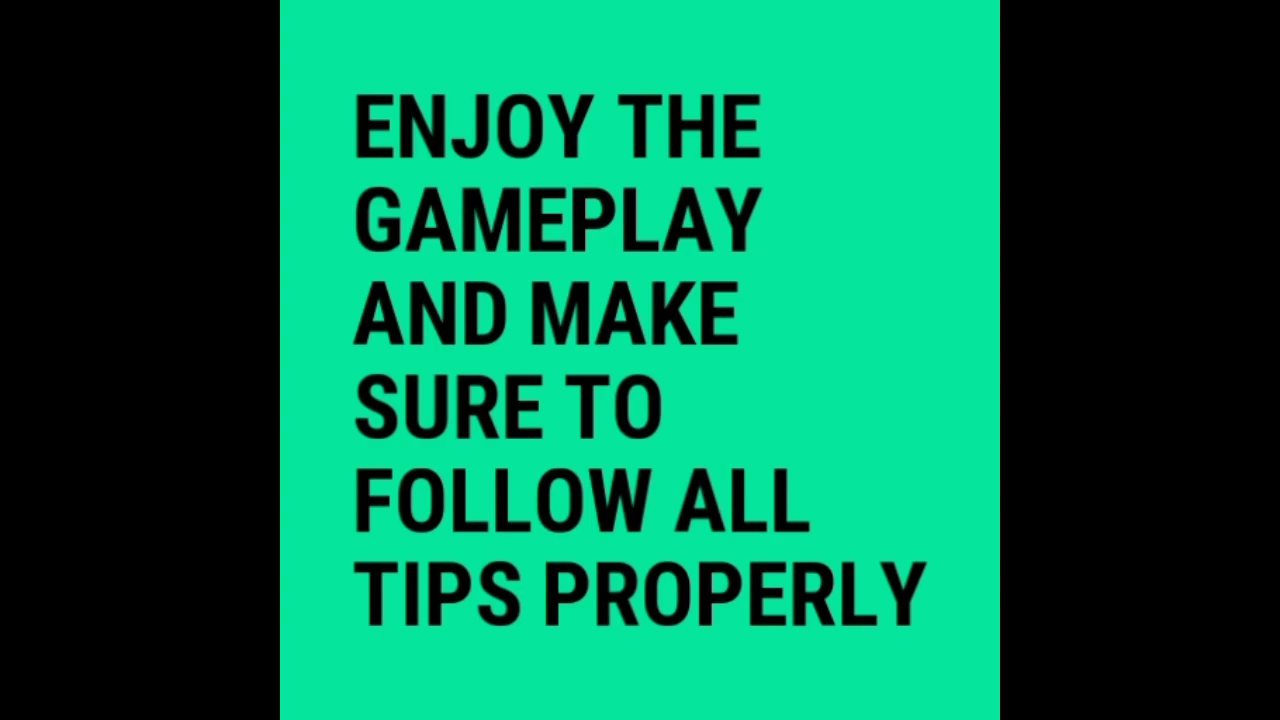 ENJOY THE
GAMEPLAY
AND MAKE
SURE TO
FOLLOW ALL
TIPS PROPERLY